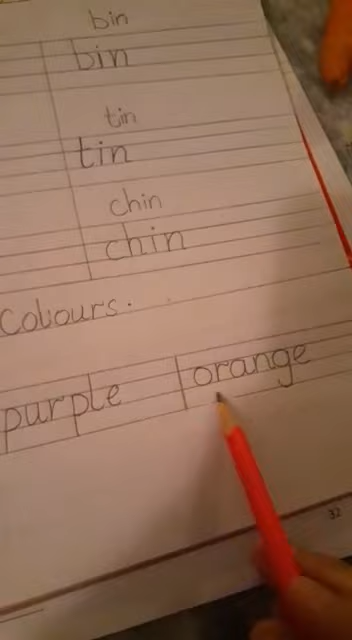 bin
bin
tin
tin
chin
chin
Colours.
purple orange
32